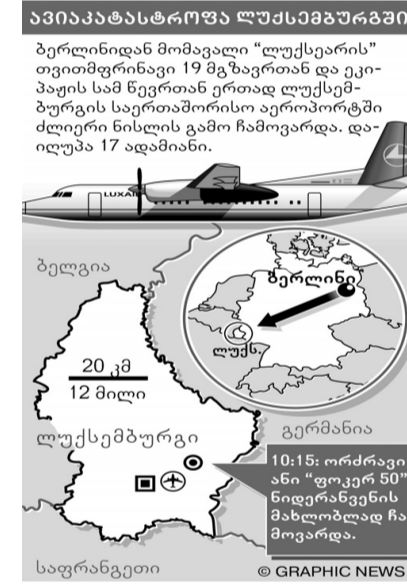 ავიაკატასტროფა ლუქსემბურგში
ბერლინიდან მომავალი “ლუქსეარის”
თვითმფრინავი 19 მგზავრთან და ეკი-
პაჟის სამ წევრთან ერთად ლუქსემ-
ბურგის საერთაშორისო აეროპორტში
ძლიერი ნისლის გამო ჩამოვარდა. და-
იღუპა 17 ადამიანი.
LUXAIR
ბელგია
ბერლინი
ლუქს.
20 კმ
12 მილი
ლუქსემბურგი
გერმანია
10:15: ორძრავი
ანი “ფოკერ 50”
ნიდერანვენის
მახლობლად ჩა
მოვარდა.
საფრანგეთი
© GRAPHIC NEWS